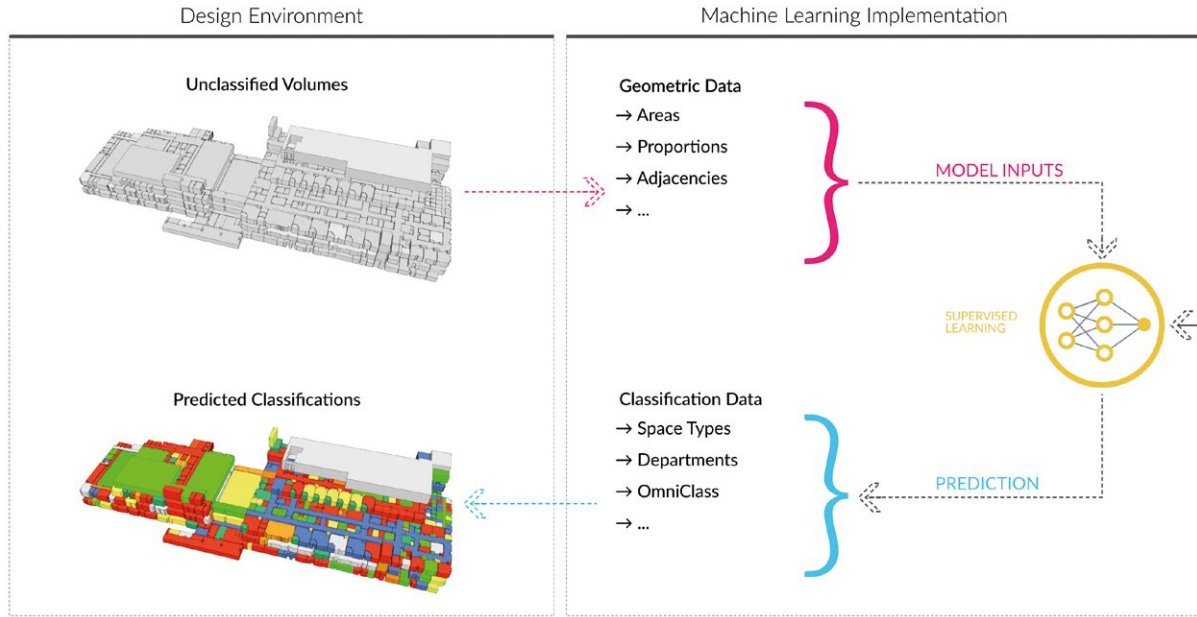 Design Environment
Machine Learning Implementation
Unclassified Volumes
Geometric Data
→ Areas
→ Proportions
→ Adjacencies
→ ...
MODEL INPUTS
SUPERVISED
LEARNING
Predicted Classifications
Classification Data
→ Space Types
→ Departments
→ OmniClass
→ ...
PREDICTION